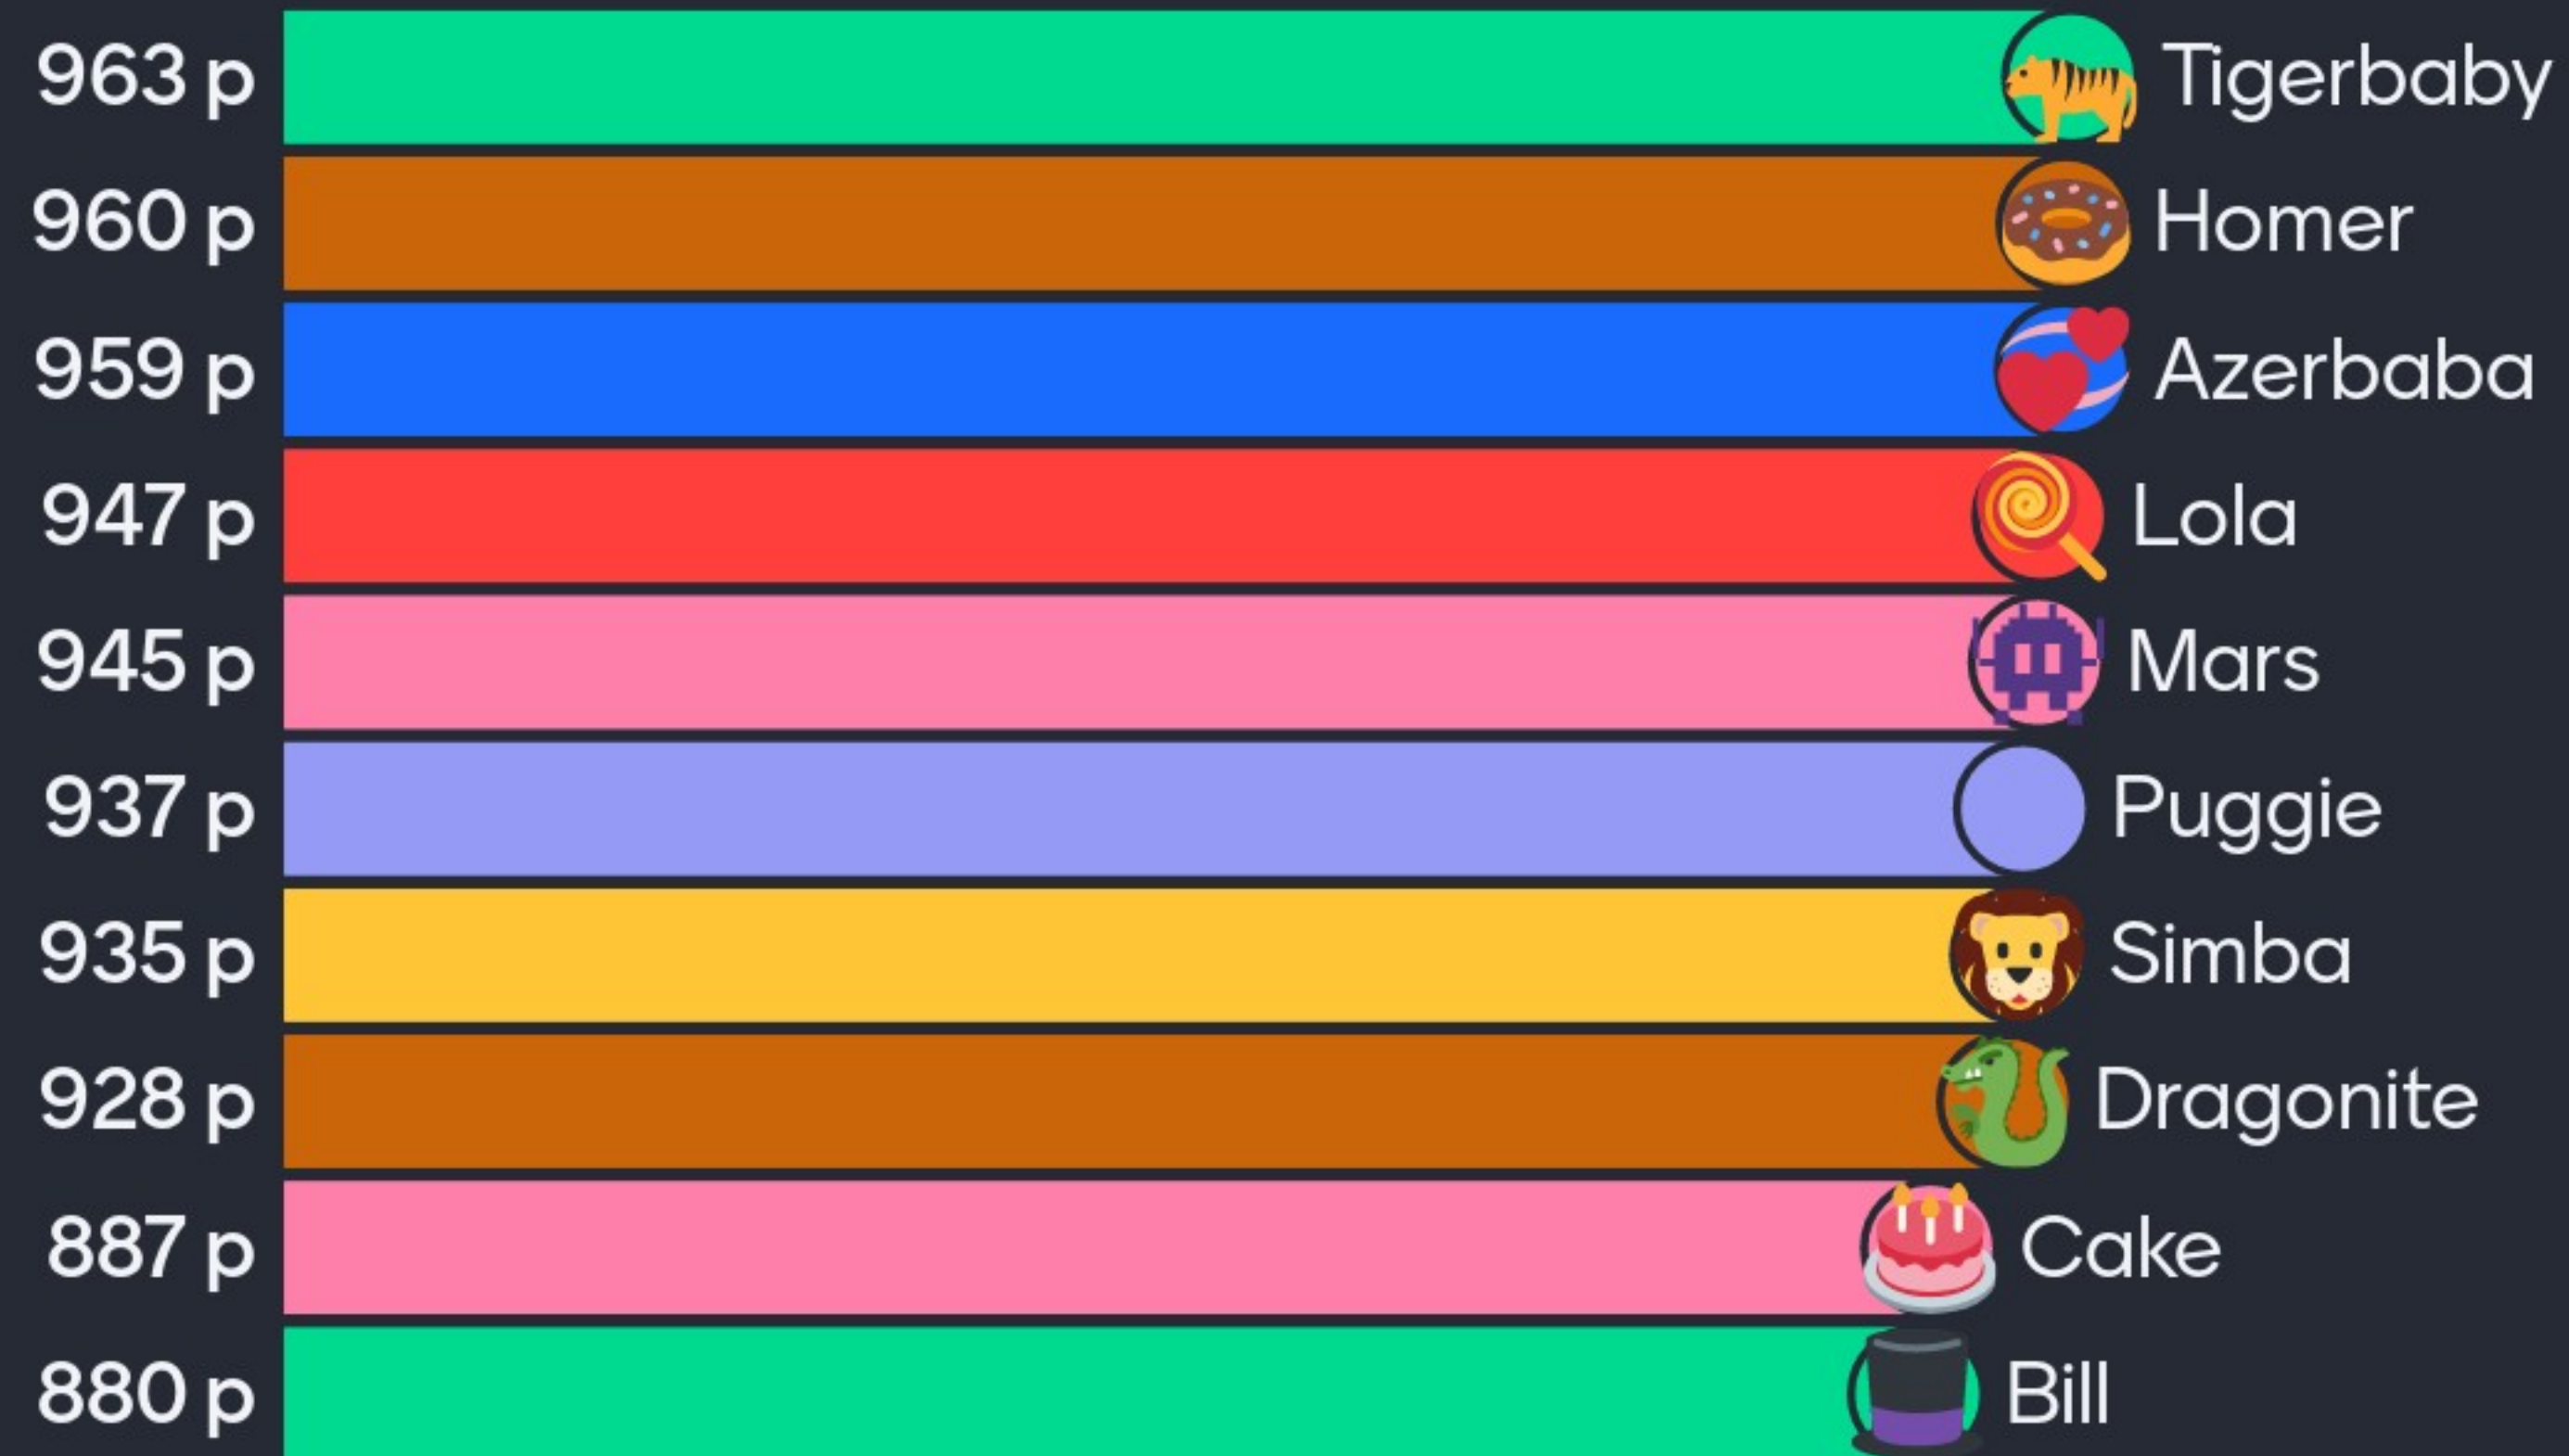 963 p Tigerbaby
960 p Homer
959 p Azerbaba
947 p Lola
945 p Mars
937 p Puggie
935 p Simba
928 p Dragonite
887 p Cake
880 p Bill